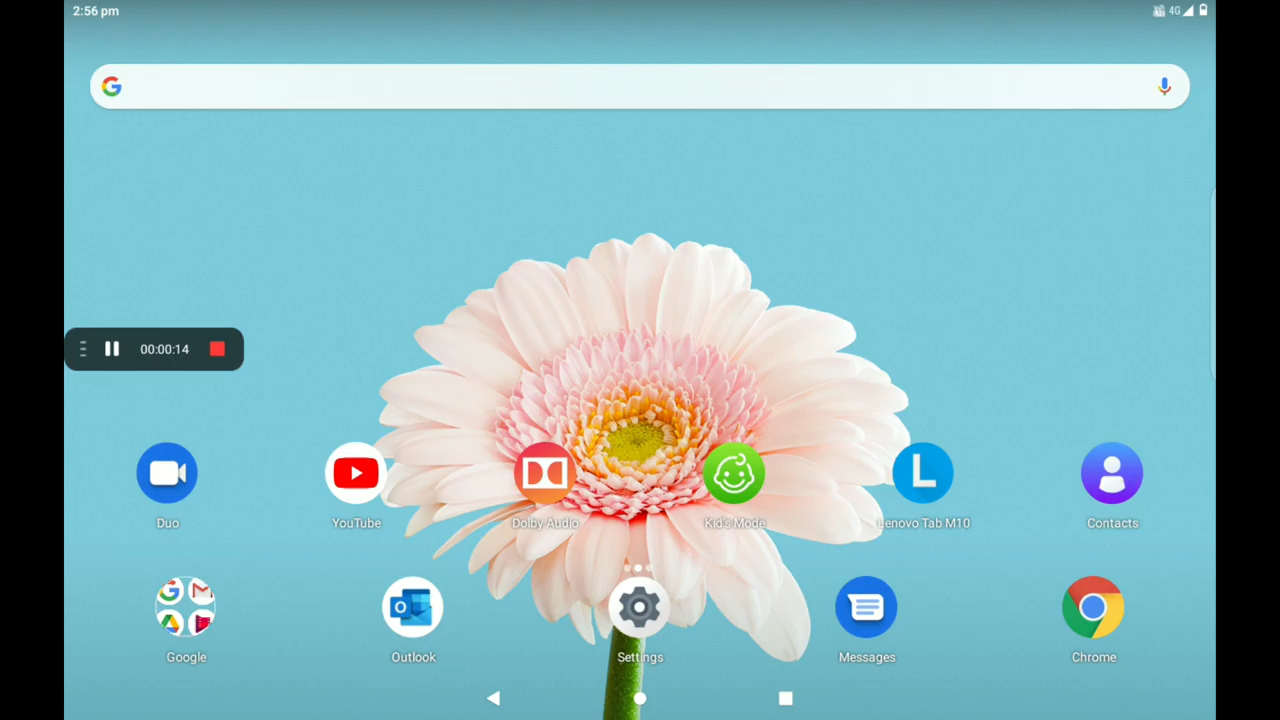 2:56 pm
4G
00:00:14
Duo
YouTube
Dolby Audio
Kid's Mode
Lenovo Tab M10
Contacts
Google
Outlook
Settings
Messages
Chrome